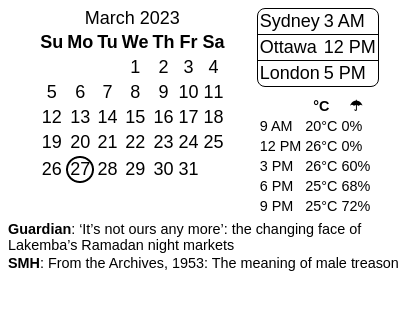 March 2023
Su Mo Tu We Th Fr Sa
1 2 3 4
5 6 7 8 9 10 11
12 13 14 15 16 17 18
19 20 21 22 23 24 25
26 27 28 29 30 31
Sydney 3 AM
Ottawa 12 PM
London 5 PM
°C ☂
9 AM 20°C 0%
12 PM 26°C 0%
3 PM 26°C 60%
6 PM 25°C 68%
9 PM 25°C 72%
Guardian: ‘It’s not ours any more’: the changing face of
Lakemba’s Ramadan night markets
SMH: From the Archives, 1953: The meaning of male treason